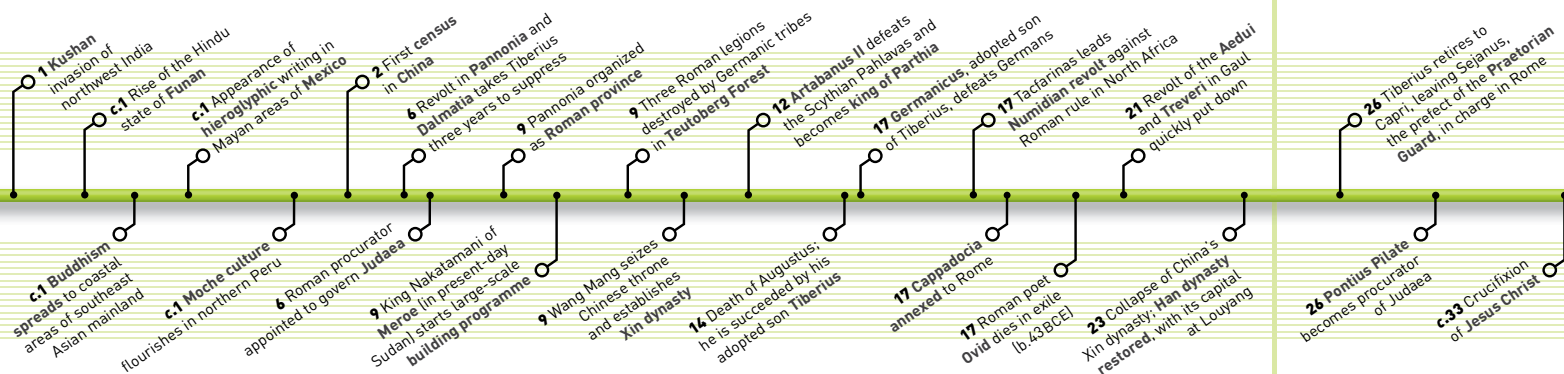 1 Kushan
invasion of
northwest India
c.1 Rise of the Hindu
state of Funan
c.1 Appearance of
hieroglyphic writing in
Mayan areas of Mexico
2 First census
in China
6 Revolt in Pannonia and
Dalmatia takes Tiberius
three years to suppress
9 Pannonia organized
as Roman province
9 Three Roman legions
destroyed by Germanic tribes
in Teutoberg Forest
12 Artabanus II defeats
the Scythian Pahlavas and
becomes king of Parthia
17 Germanicus, adopted son
of Tiberius, defeats Germans
17 Tacfarinas leads
Numidian revolt against
Roman rule in North Africa
21 Revolt of the Aedui
and Treveri in Gaul
quickly put down
26 Tiberius retires to
Capri, leaving Sejanus,
the prefect of the Praetorian
Guard, in charge in Rome
c.1 Buddhism
spreads to coastal
areas of southeast
Asian mainland
c.1 Moche culture
flourishes in northern Peru
6 Roman procurator
appointed to govern Judaea
9 King Nakatamani of
Meroe (in present-day
Sudan) starts large-scale
building programme
9 Wang Mang seizes
Chinese throne
and establishes
Xin dynasty
14 Death of Augustus;
he is succeeded by his
adopted son Tiberius
17 Cappadocia
annexed to Rome
17 Roman poet
Ovid dies in exile
(b. 43BCE)
23 Collapse of China's
Xin dynasty; Han dynasty
restored, with its capital
at Louyang
26 Pontius Pilate
becomes procurator
of Judaea
c.33 Crucifixion
of Jesus Christ